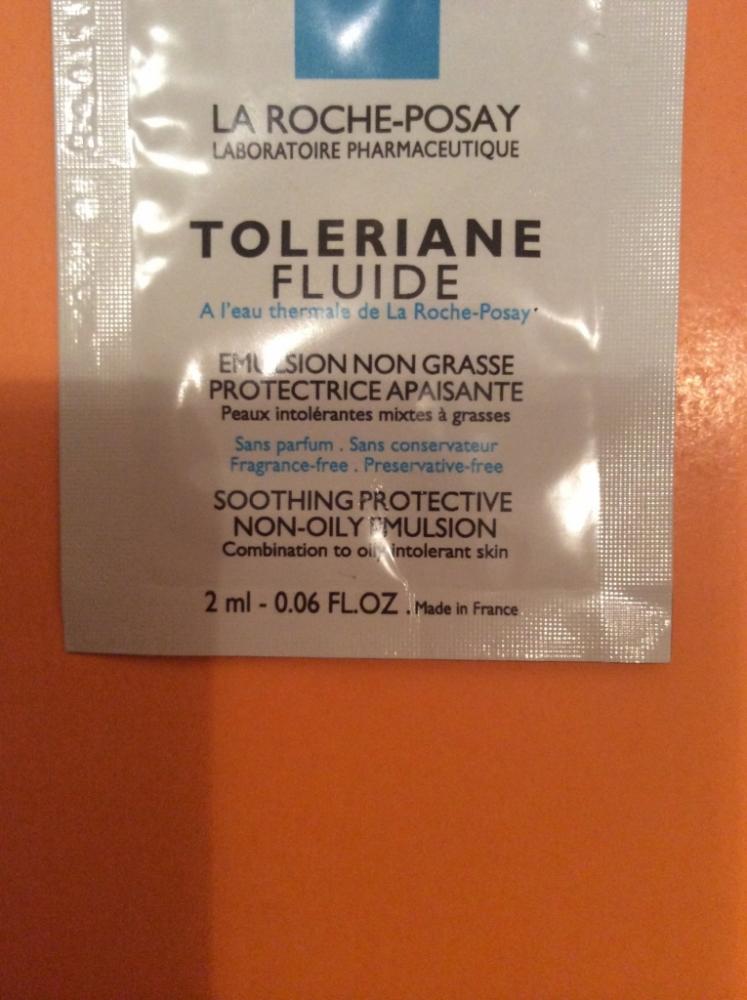 LA ROCHE-POSAY
LABORATOIRE PHARMACEUTIQUE
TOLERIANE
FLUIDE
A l'eau thermale de La Roche-Posay
EMULSION NON GRASSE
PROTECTRICE APAISANTE
Peaux intolérantes mixtes à grasses
Sans parfum . Sans conservateur
Fragrance-free . Preservative-free
SOOTHING PROTECTIVE
NON-OILY EMULSION
Combination to oily intolerant skin
2 ml - 0.06 FL.OZ . Made in France